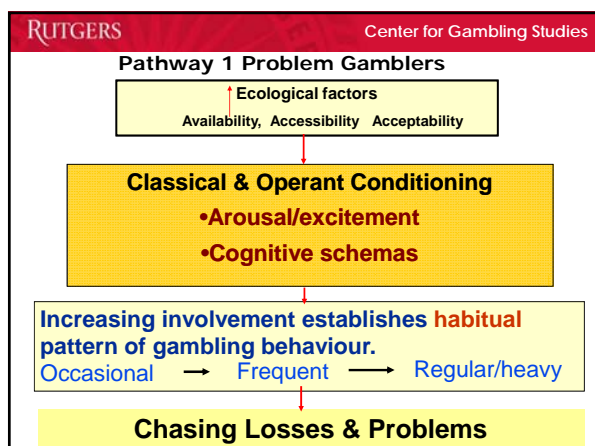 RUTGERS
Center for Gambling Studies
Pathway 1 Problem Gamblers
Ecological factors
Availability, Accessibility Acceptability
Classical & Operant Conditioning
•Arousal/excitement
•Cognitive schemas
Increasing involvement establishes habitual
pattern of gambling behaviour.
Occasional Frequent Regular/heavy
Chasing Losses & Problems